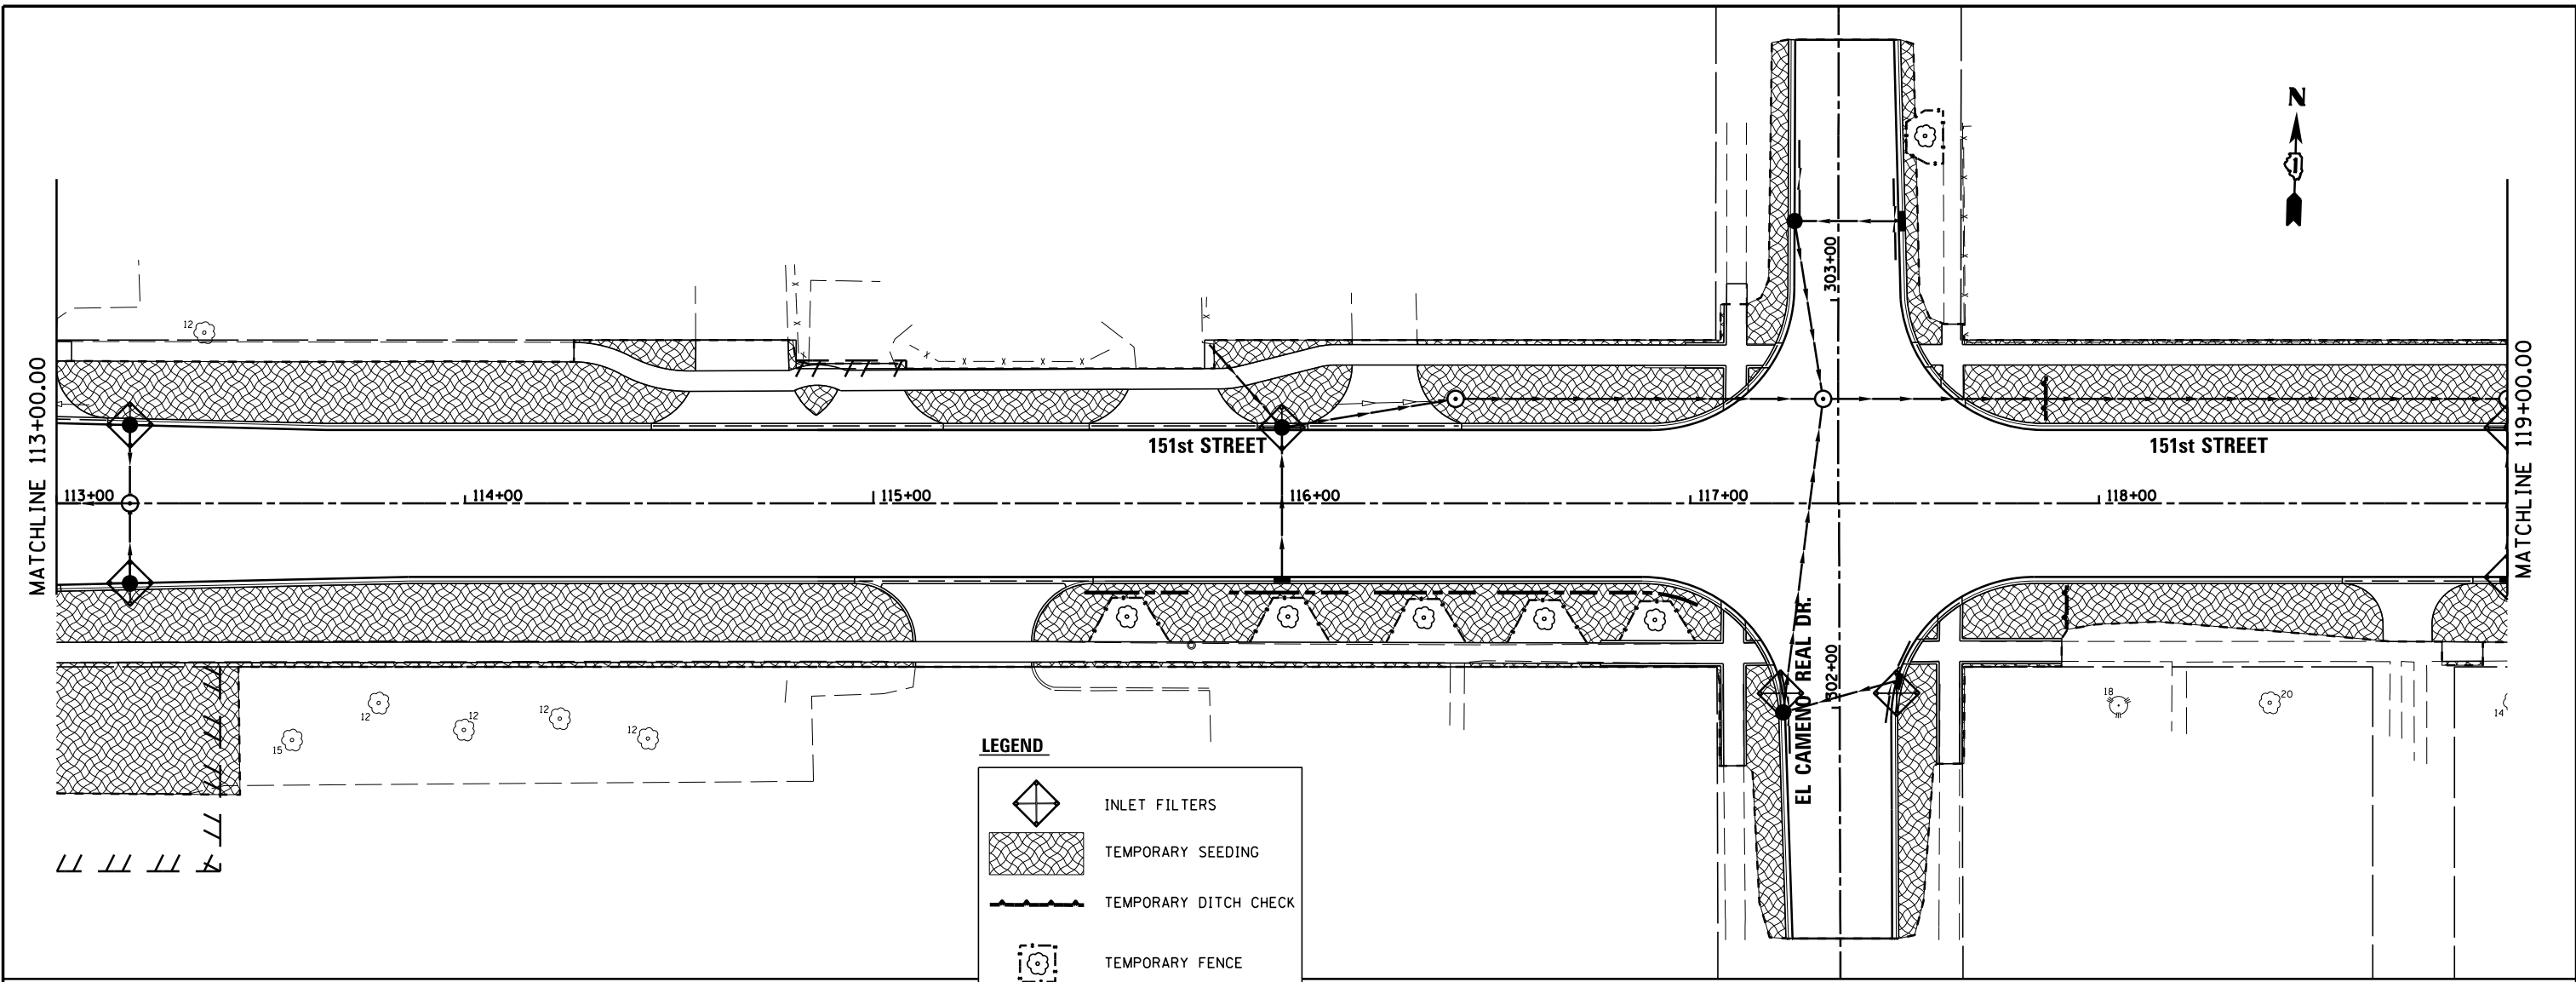 N
303+00
12
MATCHLINE 113+00.00
MATCHLINE 119+00.00
151st STREET
151st STREET
113+00
114+00
115+00
116+00
117+00
118+00
EL CAMENO REAL DR.
302+00
12
12
12
12
15
18
20
14
LEGEND
INLET FILTERS
TEMPORARY SEEDING
TEMPORARY DITCH CHECK
TEMPORARY FENCE